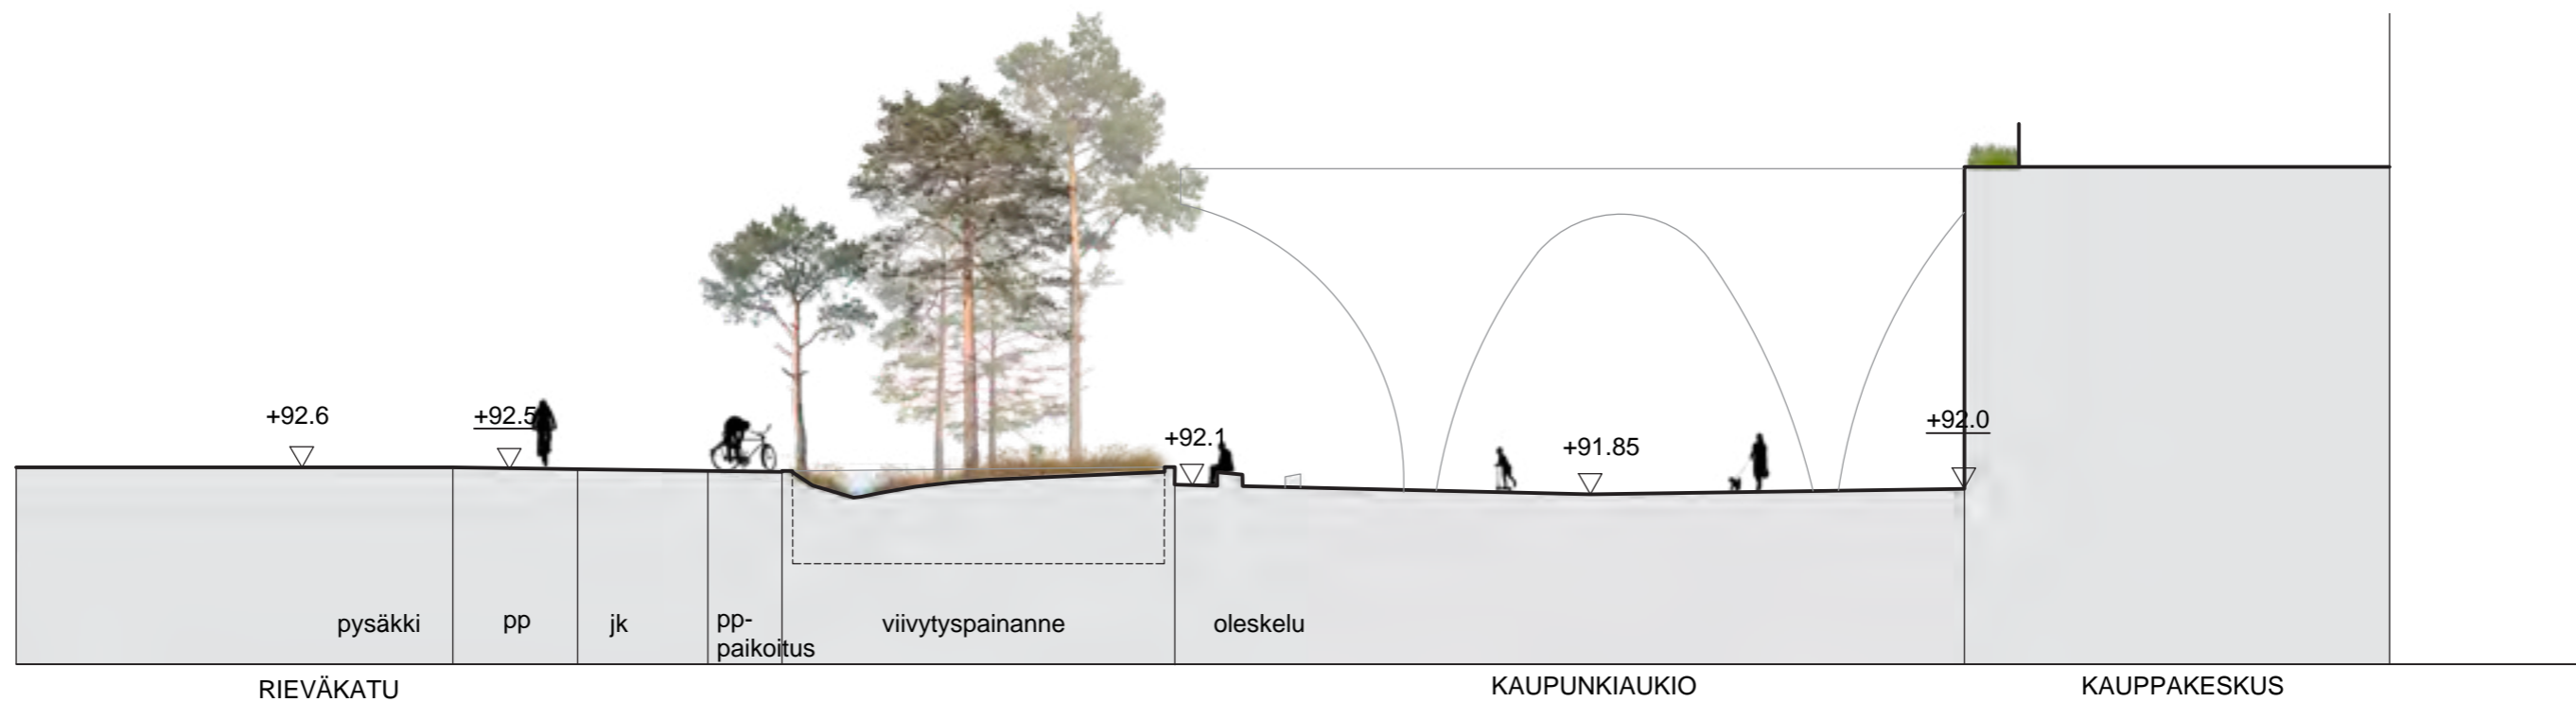 +92.6
+92.5
+92.1
+91.85
+92.0
pysäkki
pp
jk
pp-
paikoitus
viivytyspainanne
oleskelu
RIEVÄKATU
KAUPUNKIAUKIO
KAUPPAKESKUS